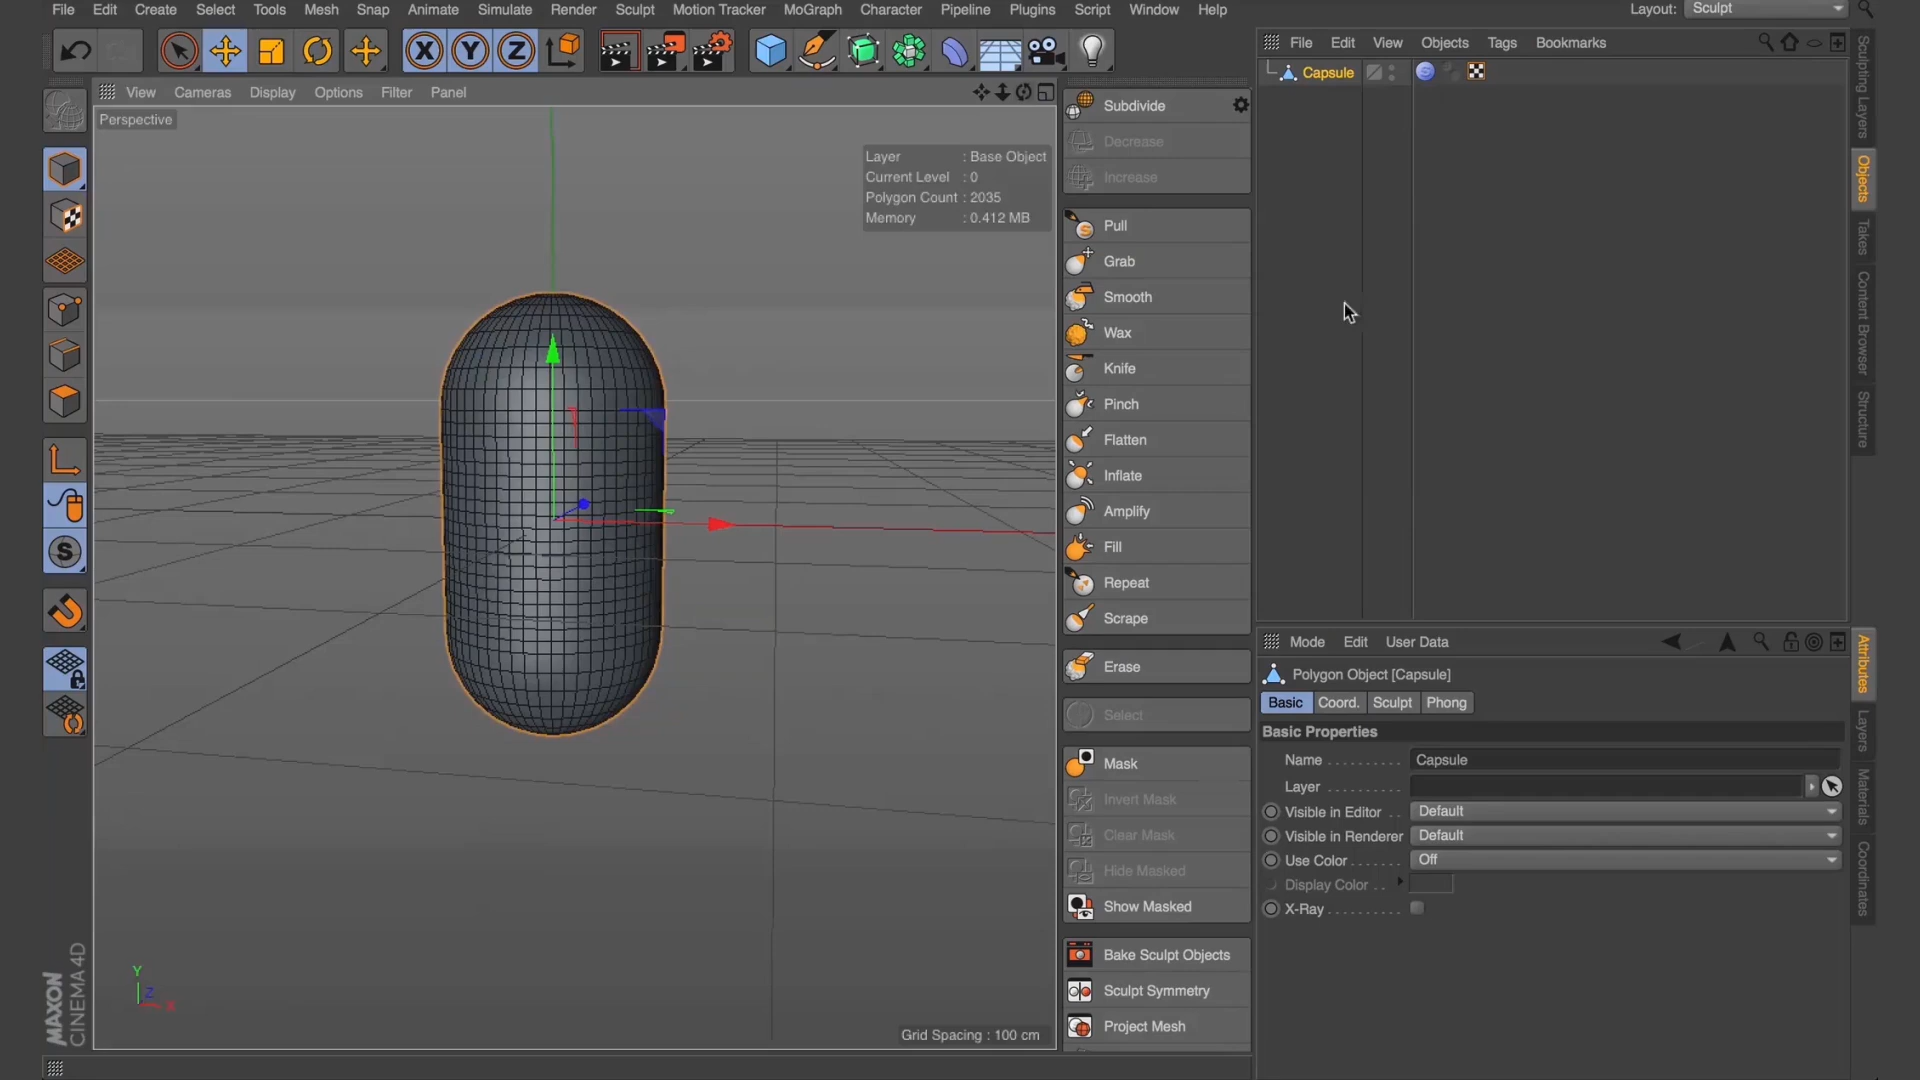 File Edit Create Select Tools Mesh Snap Animate Simulate Render Sculpt Motion Tracker MoGraph Character Pipeline Plugins Script Window Help Layout: Sculpt
X Y Z
File Edit View Objects Tags Bookmarks
Capsule
View Cameras Display Options Filter Panel
Perspective
Layer : Base Object
Current Level : 0
Polygon Count : 2035
Memory : 0.412 MB
S
Y
Z
X
Grid Spacing : 100 cm
MAXON
CINEMA 4D
Subdivide
Decrease
Increase
Pull
Grab
Smooth
Wax
Knife
Pinch
Flatten
Inflate
Amplify
Fill
Repeat
Scrape
Erase
Select
Mask
Invert Mask
Clear Mask
Hide Masked
Show Masked
Bake Sculpt Objects
Sculpt Symmetry
Project Mesh
Mode Edit User Data
Polygon Object [Capsule]
Basic Coord. Sculpt Phong
Basic Properties
Name . . . . . . . . . . Capsule
Layer . . . . . . . . . .
Visible in Editor . . Default
Visible in Renderer Default
Use Color . . . . . . . Off
Display Color . .
X-Ray . . . . . . . . . .
Sculpting Layers
Objects
Takes
Content Browser
Structure
Attributes
Layers
Materials
Coordinates